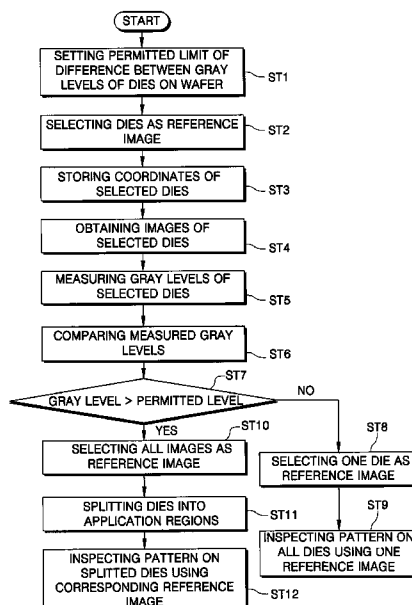 START
SETTING PERMITTED LIMIT OF
DIFFERENCE BETWEEN GRAY
LEVELS OF DIES ON WAFER
ST1
SELECTING DIES AS REFERENCE
IMAGE
ST2
STORING COORDINATES OF
SELECTED DIES
ST3
OBTAINING IMAGES OF
SELECTED DIES
ST4
MEASURING GRAY LEVELS OF
SELECTED DIES
ST5
COMPARING MEASURED GRAY
LEVELS
ST6
ST7
GRAY LEVEL > PERMITTED LEVEL
NO
YES
ST10
SELECTING ALL IMAGES AS
REFERENCE IMAGE
ST8
SELECTING ONE DIE AS
REFERENCE IMAGE
SPLITTING DIES INTO
APPLICATION REGIONS
ST11
ST9
INSPECTING PATTERN ON
ALL DIES USING ONE
REFERENCE IMAGE
INSPECTING PATTERN ON
SPLITTED DIES USING
CORRESPONDING REFERENCE
IMAGE
ST12